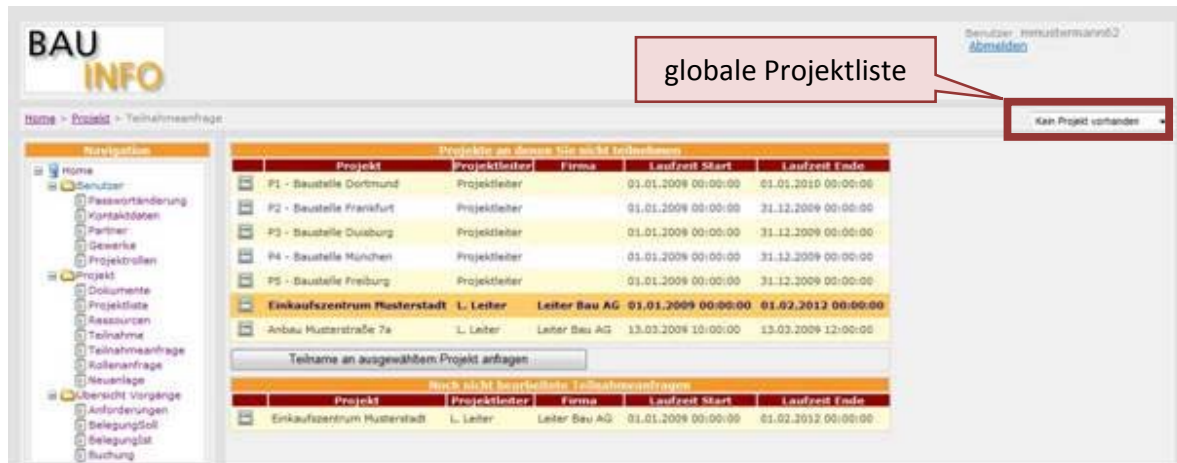 BAU
INFO
Benutzer mmustermann62
Abmelden
globale Projektliste
Home > Projekt > Teilnahmeanfrage
Kein Projekt vorhanden
Navigation
Home
Benutzer
Passwortänderung
Kontaktdaten
Partner
Gewerke
Projektrollen
Projekt
Dokumente
Projektliste
Ressourcen
Teilnahme
Teilnahmeanfrage
Rollenanfrage
Neuanlage
Übersicht Vorgänge
Anforderungen
BelegungSoll
BelegungIst
Buchung
Projekte an denen Sie nicht teilnehmen
Projekt Projektleiter Firma Laufzeit Start Laufzeit Ende
P1 - Baustelle Dortmund Projektleiter 01.01.2009 00:00:00 01.01.2010 00:00:00
P2 - Baustelle Frankfurt Projektleiter 01.01.2009 00:00:00 31.12.2009 00:00:00
P3 - Baustelle Duisburg Projektleiter 01.01.2009 00:00:00 31.12.2009 00:00:00
P4 - Baustelle München Projektleiter 01.01.2009 00:00:00 31.12.2009 00:00:00
P5 - Baustelle Freiburg Projektleiter 01.01.2009 00:00:00 31.12.2009 00:00:00
Einkaufszentrum Musterstadt L. Leiter Leiter Bau AG 01.01.2009 00:00:00 01.02.2012 00:00:00
Anbau Musterstraße 7a L. Leiter Leiter Bau AG 13.03.2009 10:00:00 13.03.2009 12:00:00
Teilname an ausgewähltem Projekt anfragen
Noch nicht bearbeitete Teilnahmeanfragen
Projekt Projektleiter Firma Laufzeit Start Laufzeit Ende
Einkaufszentrum Musterstadt L. Leiter Leiter Bau AG 01.01.2009 00:00:00 01.02.2012 00:00:00